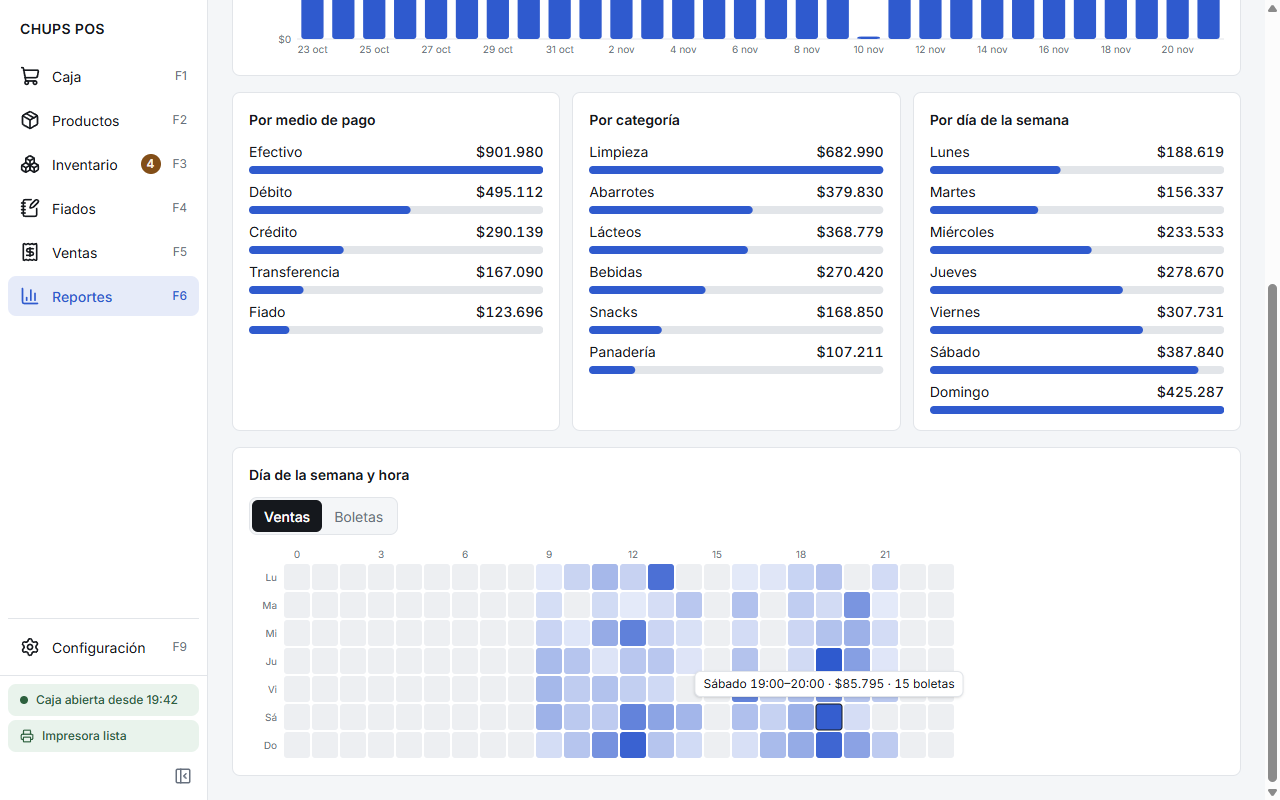 CHUPS POS
Caja F1
Productos F2
Inventario 4 F3
Fiados F4
Ventas F5
Reportes F6
Configuración F9
Caja abierta desde 19:42
Impresora lista
$0
23 oct 25 oct 27 oct 29 oct 31 oct 2 nov 4 nov 6 nov 8 nov 10 nov 12 nov 14 nov 16 nov 18 nov 20 nov
Por medio de pago
Efectivo $901.980
Débito $495.112
Crédito $290.139
Transferencia $167.090
Fiado $123.696
Por categoría
Limpieza $682.990
Abarrotes $379.830
Lácteos $368.779
Bebidas $270.420
Snacks $168.850
Panadería $107.211
Por día de la semana
Lunes $188.619
Martes $156.337
Miércoles $233.533
Jueves $278.670
Viernes $307.731
Sábado $387.840
Domingo $425.287
Día de la semana y hora
Ventas Boletas
0 3 6 9 12 15 18 21
Lu
Ma
Mi
Ju
Vi
Sá
Do
Sábado 19:00–20:00 · $85.795 · 15 boletas